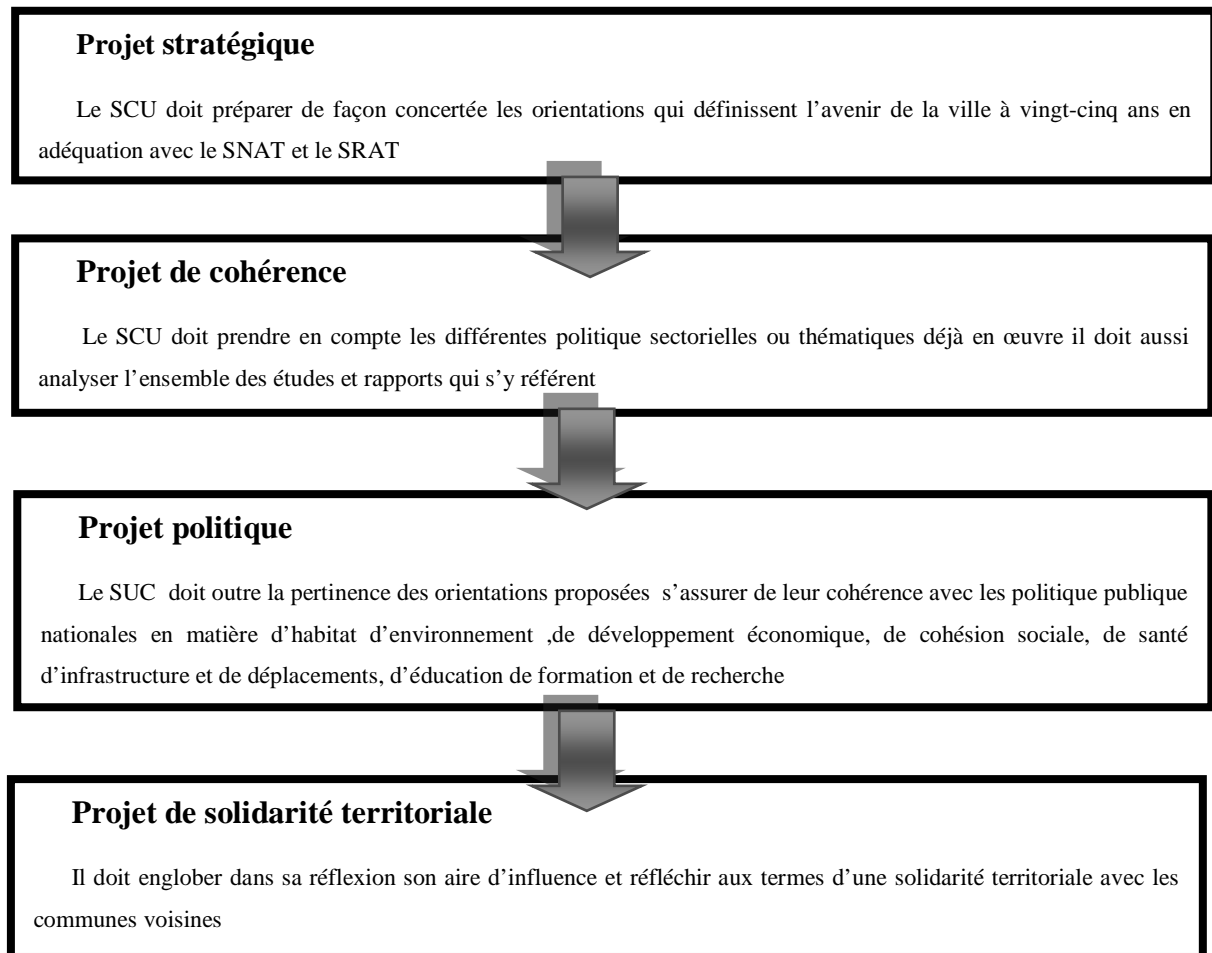 Projet stratégique
Le SCU doit préparer de façon concertée les orientations qui définissent l’avenir de la ville à vingt-cinq ans en
adéquation avec le SNAT et le SRAT
Projet de cohérence
Le SCU doit prendre en compte les différentes politique sectorielles ou thématiques déjà en œuvre il doit aussi
analyser l’ensemble des études et rapports qui s’y référent
Projet politique
Le SUC doit outre la pertinence des orientations proposées s’assurer de leur cohérence avec les politique publique
nationales en matière d’habitat d’environnement ,de développement économique, de cohésion sociale, de santé
d’infrastructure et de déplacements, d’éducation de formation et de recherche
Projet de solidarité territoriale
Il doit englober dans sa réflexion son aire d’influence et réfléchir aux termes d’une solidarité territoriale avec les
communes voisines